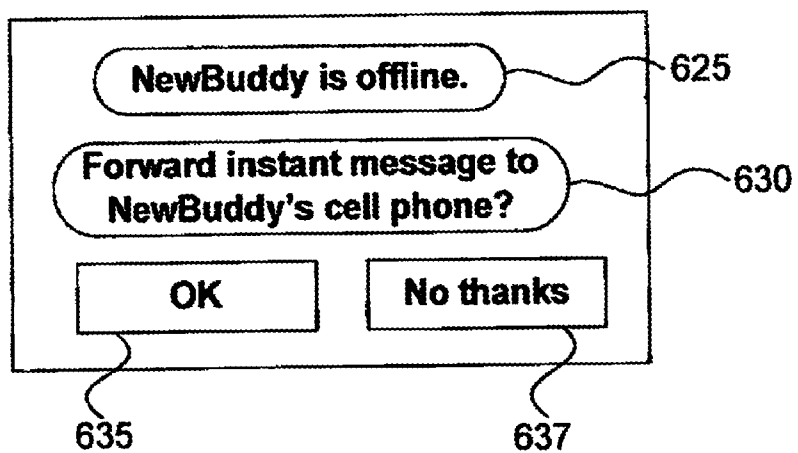 NewBuddy is offline.
625
Forward instant message to
NewBuddy's cell phone?
630
OK
No thanks
635
637